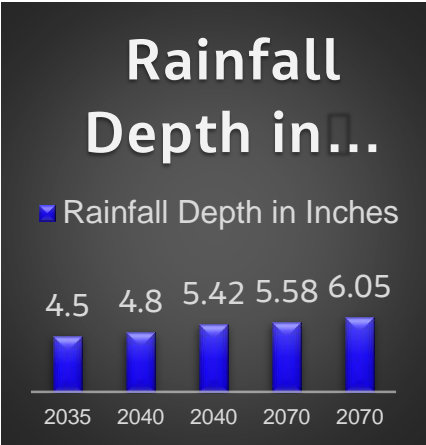 Rainfall
Depth in...
Rainfall Depth in Inches
4.5 4.8 5.42 5.58 6.05
2035 2040 2040 2070 2070